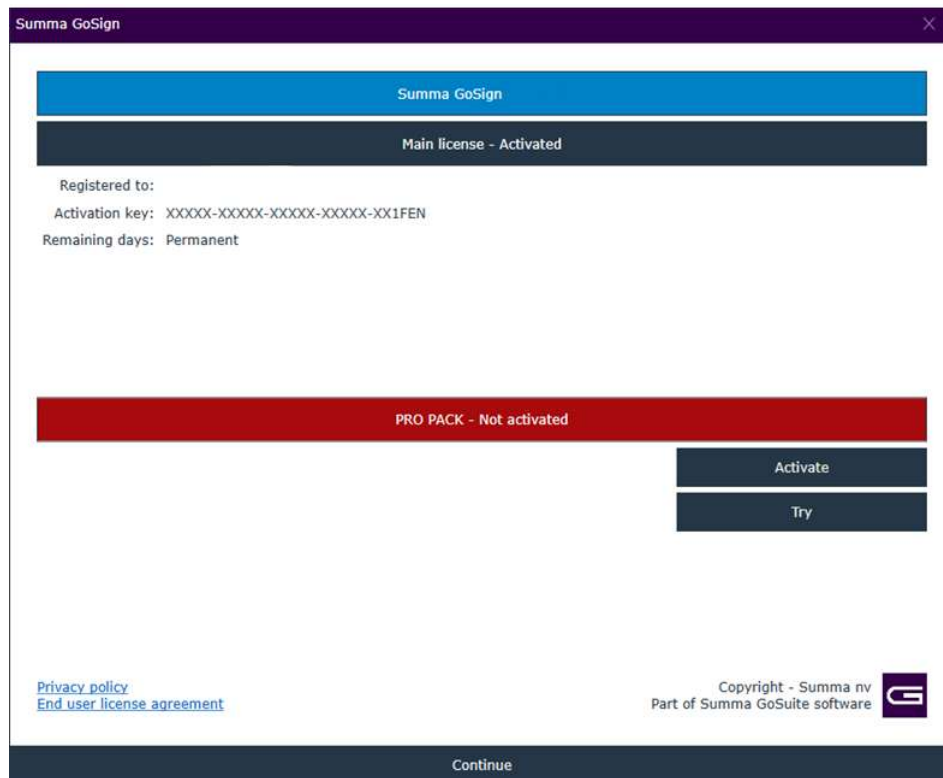 Summa GoSign
Summa GoSign
Main license - Activated
Registered to:
Activation key: XXXXX-XXXXX-XXXXX-XXXXX-XX1FEN
Remaining days: Permanent
PRO PACK - Not activated
Activate
Try
Privacy policy
End user license agreement
Copyright - Summa nv
Part of Summa GoSuite software
Continue